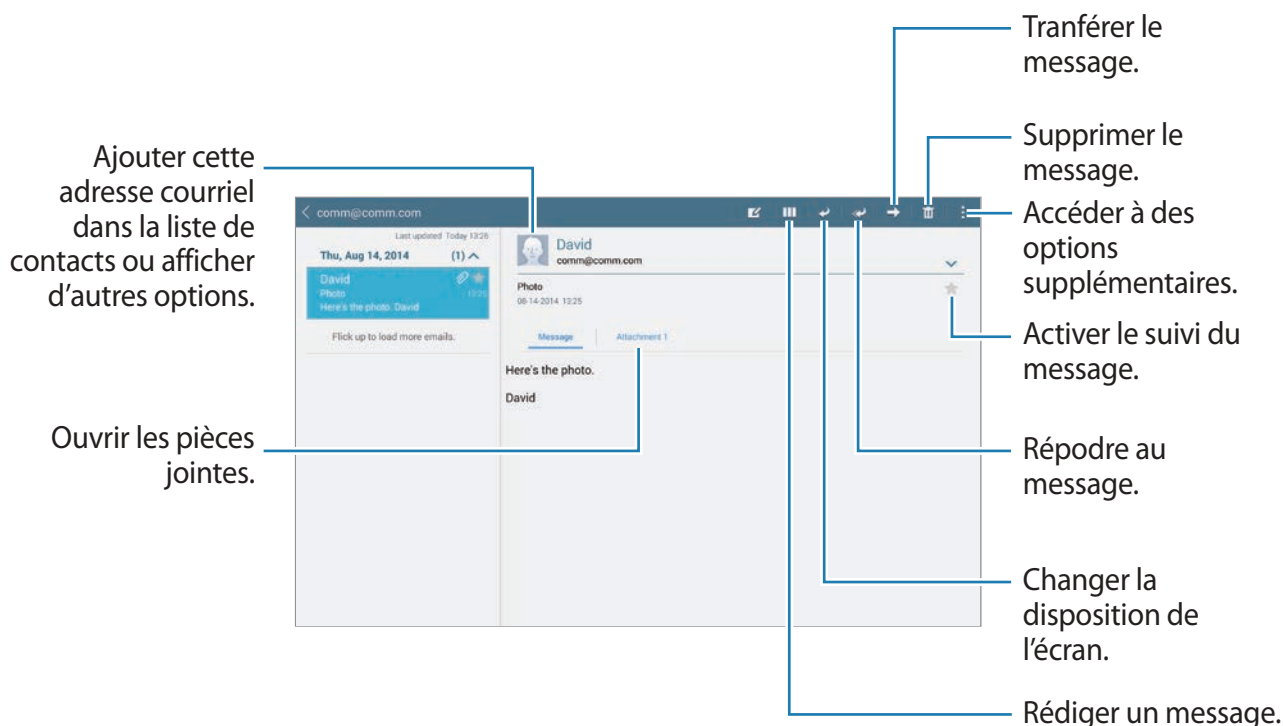 Tranférer le
message.
Supprimer le
message.
Ajouter cette
adresse courriel
dans la liste de
contacts ou afficher
d'autres options.
Accéder à des
options
supplémentaires.
comm@comm.com
Last updated Today 13:26
Thu, Aug 14, 2014 (1)
David
Photo 13:25
Here's the photo. David
Flick up to load more emails.
David
comm@comm.com
Photo
08-14-2014 13:25
Message Attachment 1
Here's the photo.
David
Activer le suivi du
message.
Ouvrir les pièces
jointes.
Répodre au
message.
Changer la
disposition de
l'écran.
Rédiger un message.